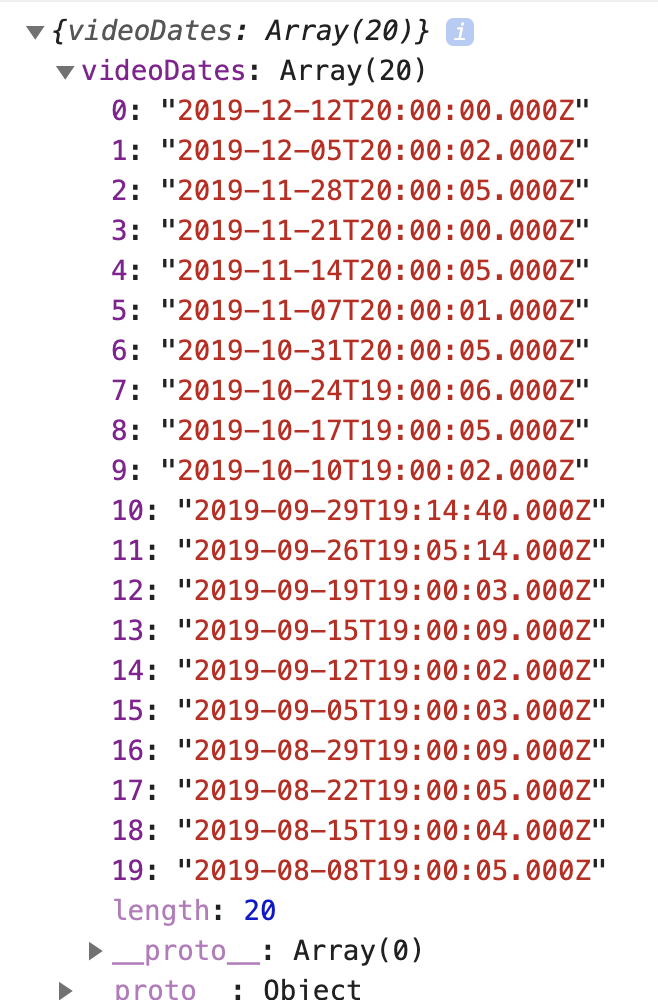 ▼{videoDates: Array(20)} i
▼videoDates: Array(20)
0: "2019-12-12T20:00:00.000Z"
1: "2019-12-05T20:00:02.000Z"
2: "2019-11-28T20:00:05.000Z"
3: "2019-11-21T20:00:00.000Z"
4: "2019-11-14T20:00:05.000Z"
5: "2019-11-07T20:00:01.000Z"
6: "2019-10-31T20:00:05.000Z"
7: "2019-10-24T19:00:06.000Z"
8: "2019-10-17T19:00:05.000Z"
9: "2019-10-10T19:00:02.000Z"
10: "2019-09-29T19:14:40.000Z"
11: "2019-09-26T19:05:14.000Z"
12: "2019-09-19T19:00:03.000Z"
13: "2019-09-15T19:00:09.000Z"
14: "2019-09-12T19:00:02.000Z"
15: "2019-09-05T19:00:03.000Z"
16: "2019-08-29T19:00:09.000Z"
17: "2019-08-22T19:00:05.000Z"
18: "2019-08-15T19:00:04.000Z"
19: "2019-08-08T19:00:05.000Z"
length: 20
▶__proto__: Array(0)
▶ proto : Object